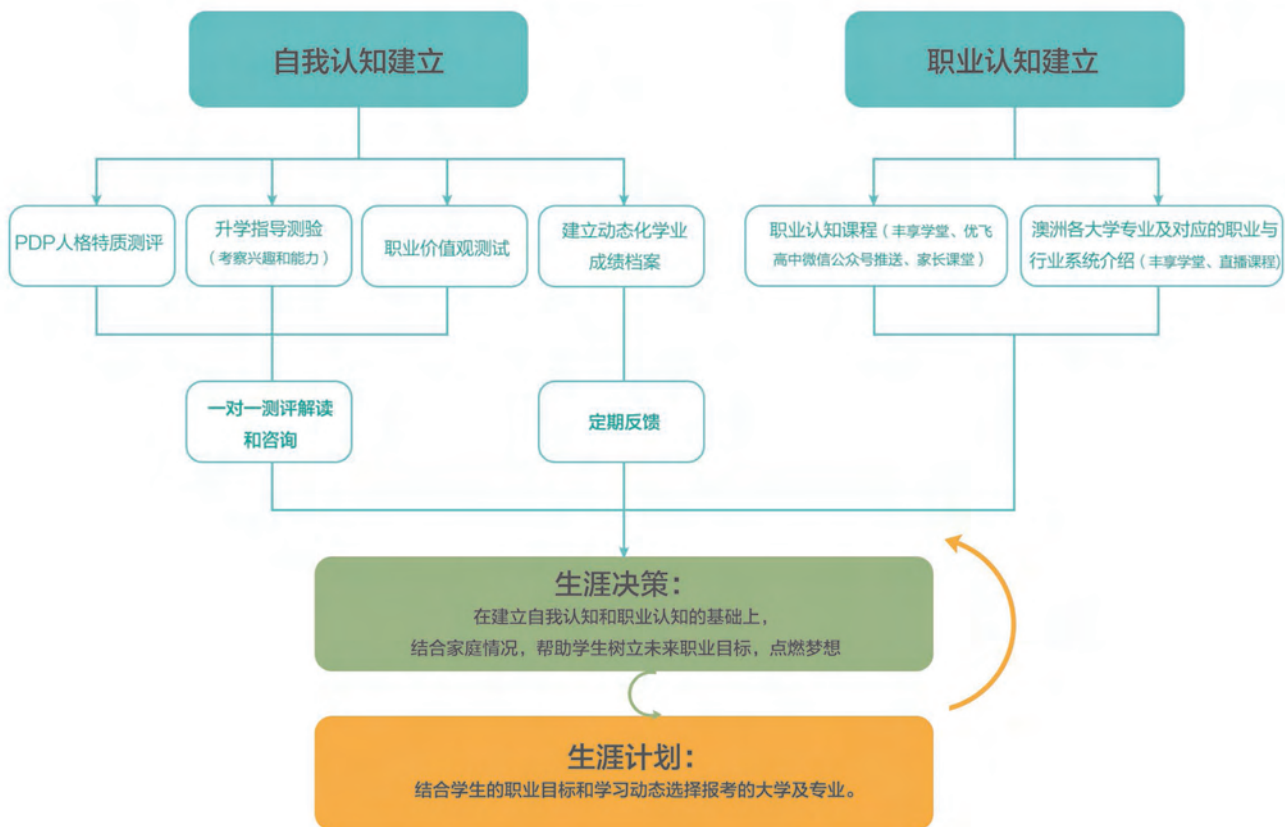 自我认知建立
职业认知建立
PDP人格特质测评
升学指导测验
（考察兴趣和能力）
职业价值观测试
建立动态化学业
成绩档案
职业认知课程（丰享学堂、优飞
高中微信公众号推送、家长课堂）
澳洲各大学专业及对应的职业与
行业系统介绍（丰享学堂、直播课程)
一对一测评解读
和咨询
定期反馈
生涯决策：
在建立自我认知和职业认知的基础上，
结合家庭情况，帮助学生树立未来职业目标，点燃梦想
生涯计划：
结合学生的职业目标和学习动态选择报考的大学及专业。